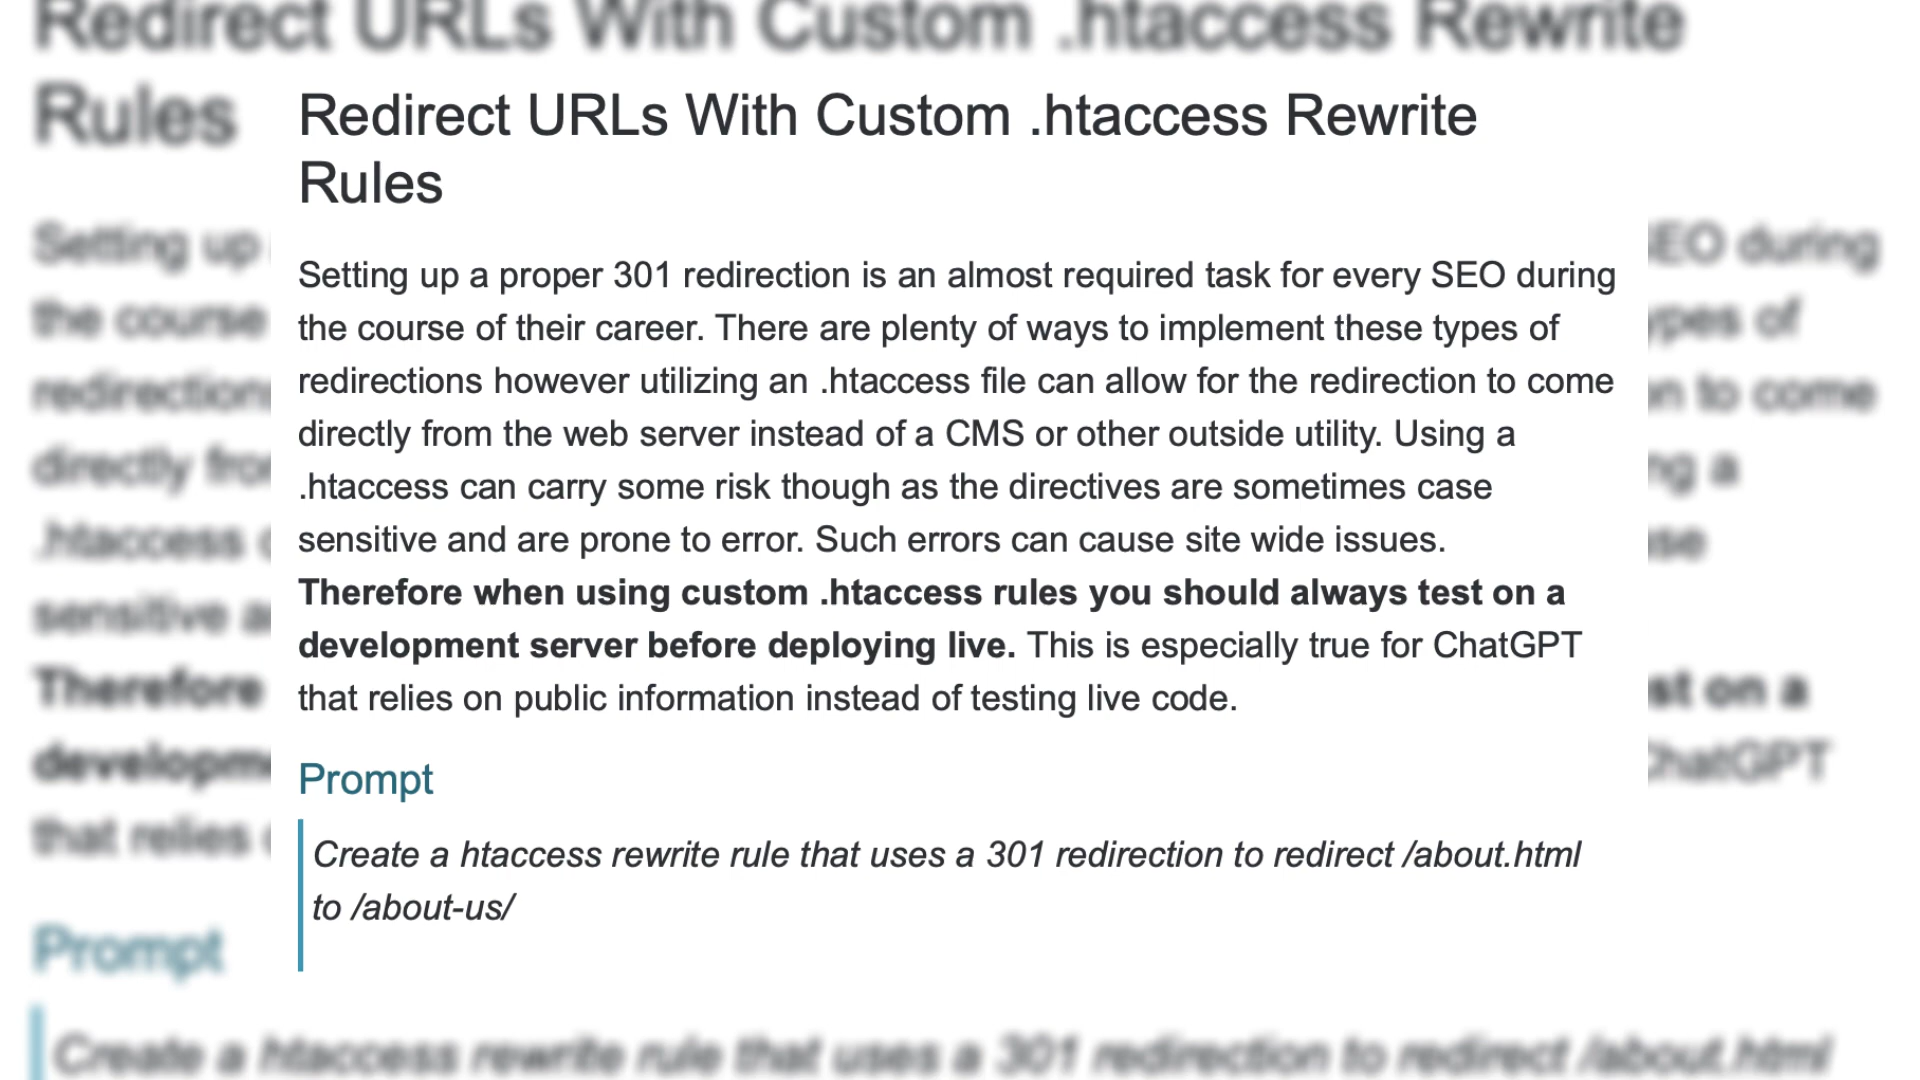 Redirect URLs With Custom .htaccess Rewrite
Rules
Setting up a proper 301 redirection is an almost required task for every SEO during
the course of their career. There are plenty of ways to implement these types of
redirections however utilizing an .htaccess file can allow for the redirection to come
directly from the web server instead of a CMS or other outside utility. Using a
.htaccess can carry some risk though as the directives are sometimes case
sensitive and are prone to error. Such errors can cause site wide issues.
Therefore when using custom .htaccess rules you should always test on a
development server before deploying live. This is especially true for ChatGPT
that relies on public information instead of testing live code.
Prompt
Create a htaccess rewrite rule that uses a 301 redirection to redirect /about.html
to /about-us/